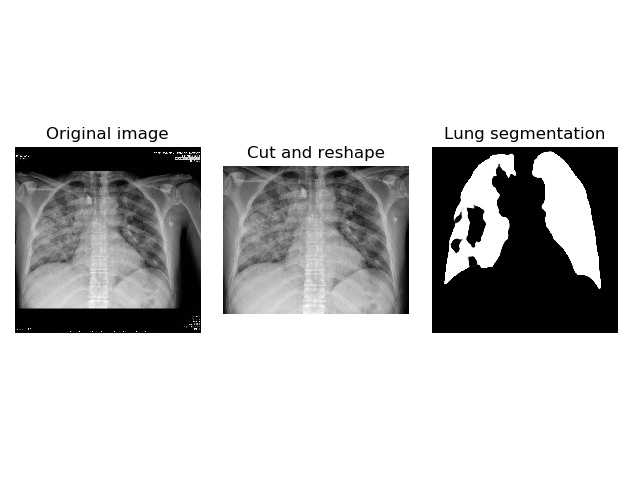 Original image
Cut and reshape
Lung segmentation